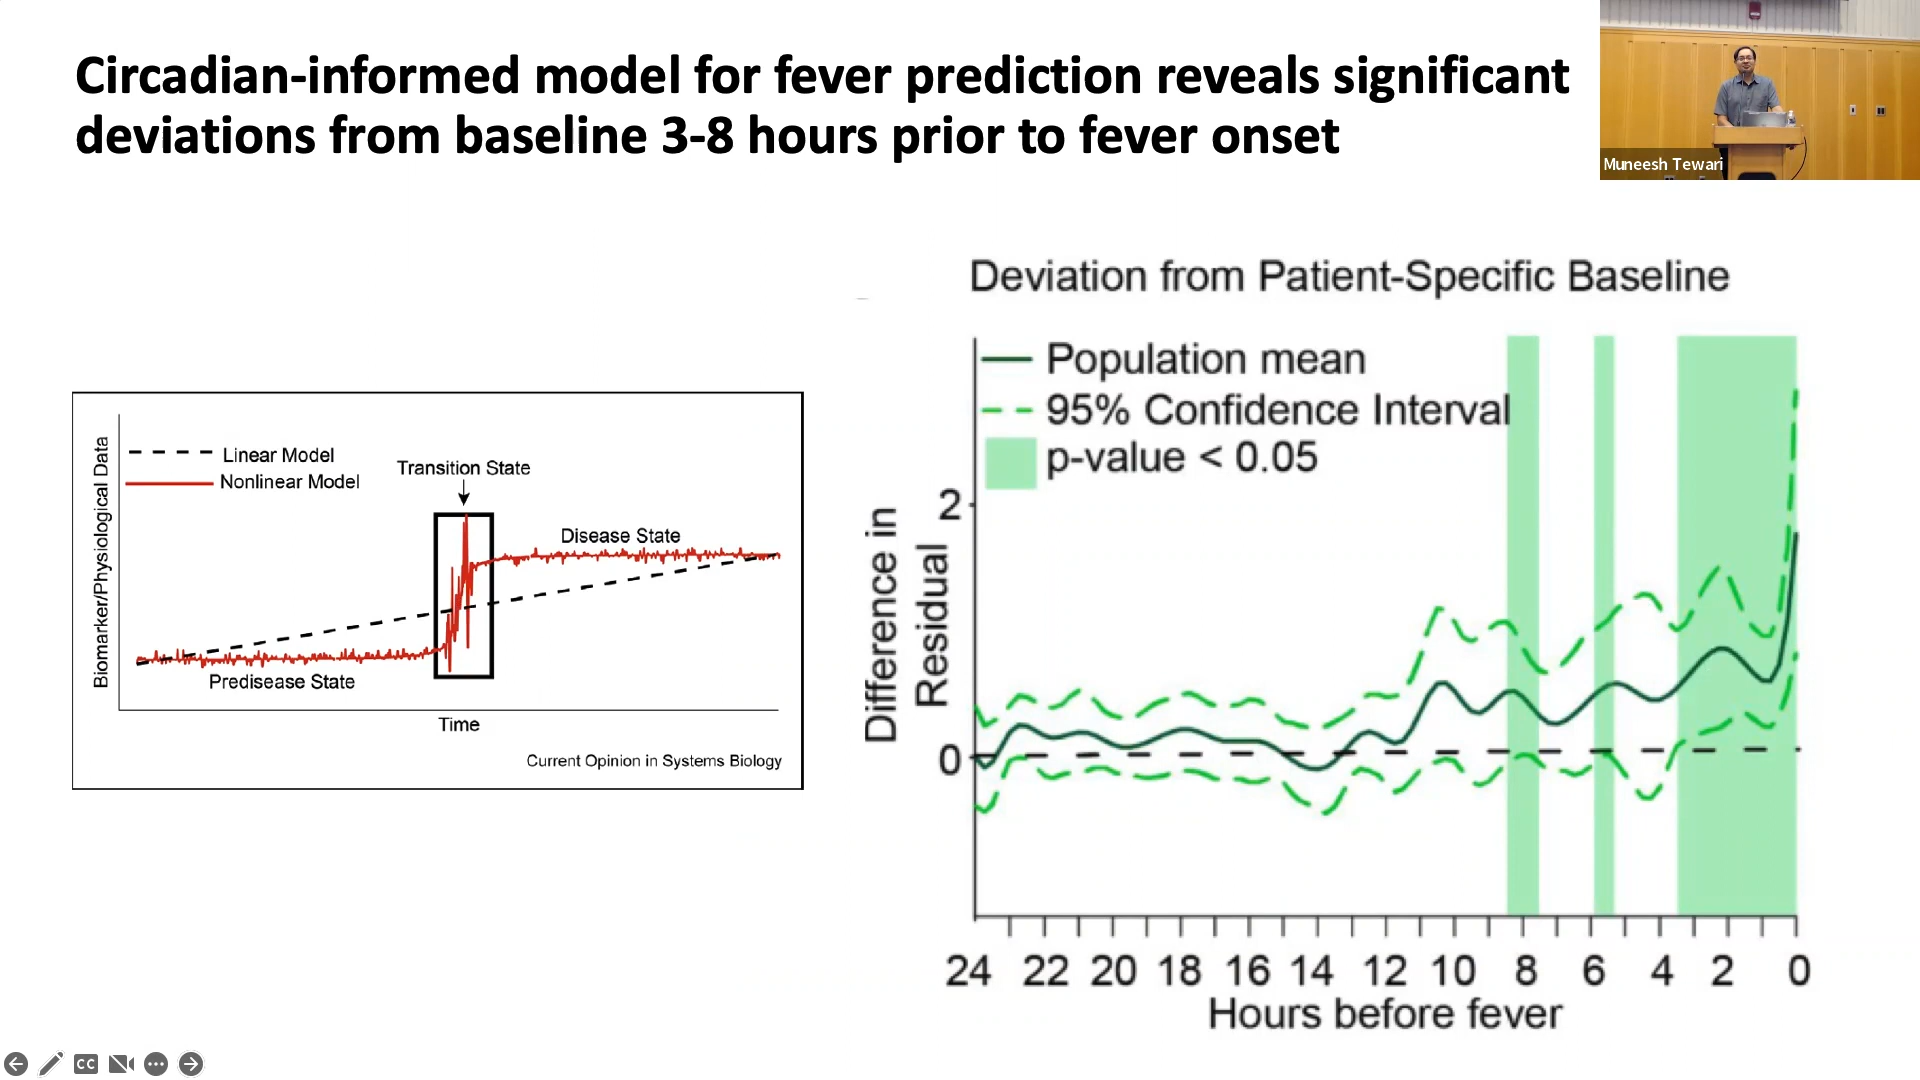 Circadian-informed model for fever prediction reveals significant
deviations from baseline 3-8 hours prior to fever onset
Muneesh Tewari
Biomarker/Physiological Data
Linear Model
Nonlinear Model
Transition State
Disease State
Predisease State
Time
Current Opinion in Systems Biology
Deviation from Patient-Specific Baseline
Population mean
95% Confidence Interval
p-value < 0.05
Difference in
Residual
2
0
24 22 20 18 16 14 12 10 8 6 4 2 0
Hours before fever
CC